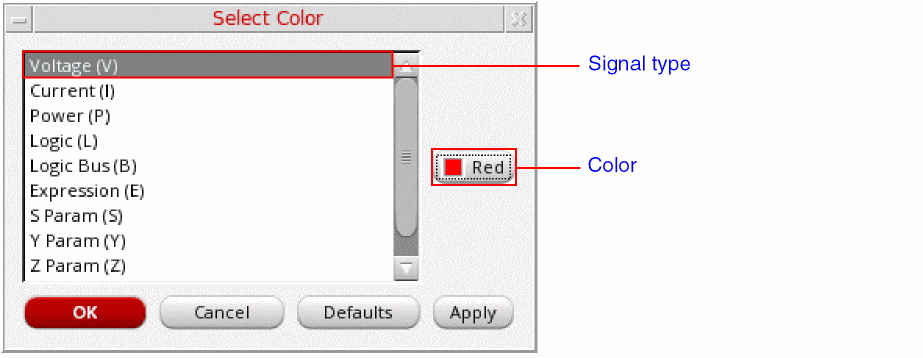 Select Color
Voltage (V)
Signal type
Current (I)
Power (P)
Logic (L)
Logic Bus (B)
Red
Color
Expression (E)
S Param (S)
Y Param (Y)
Z Param (Z)
OK
Cancel
Defaults
Apply